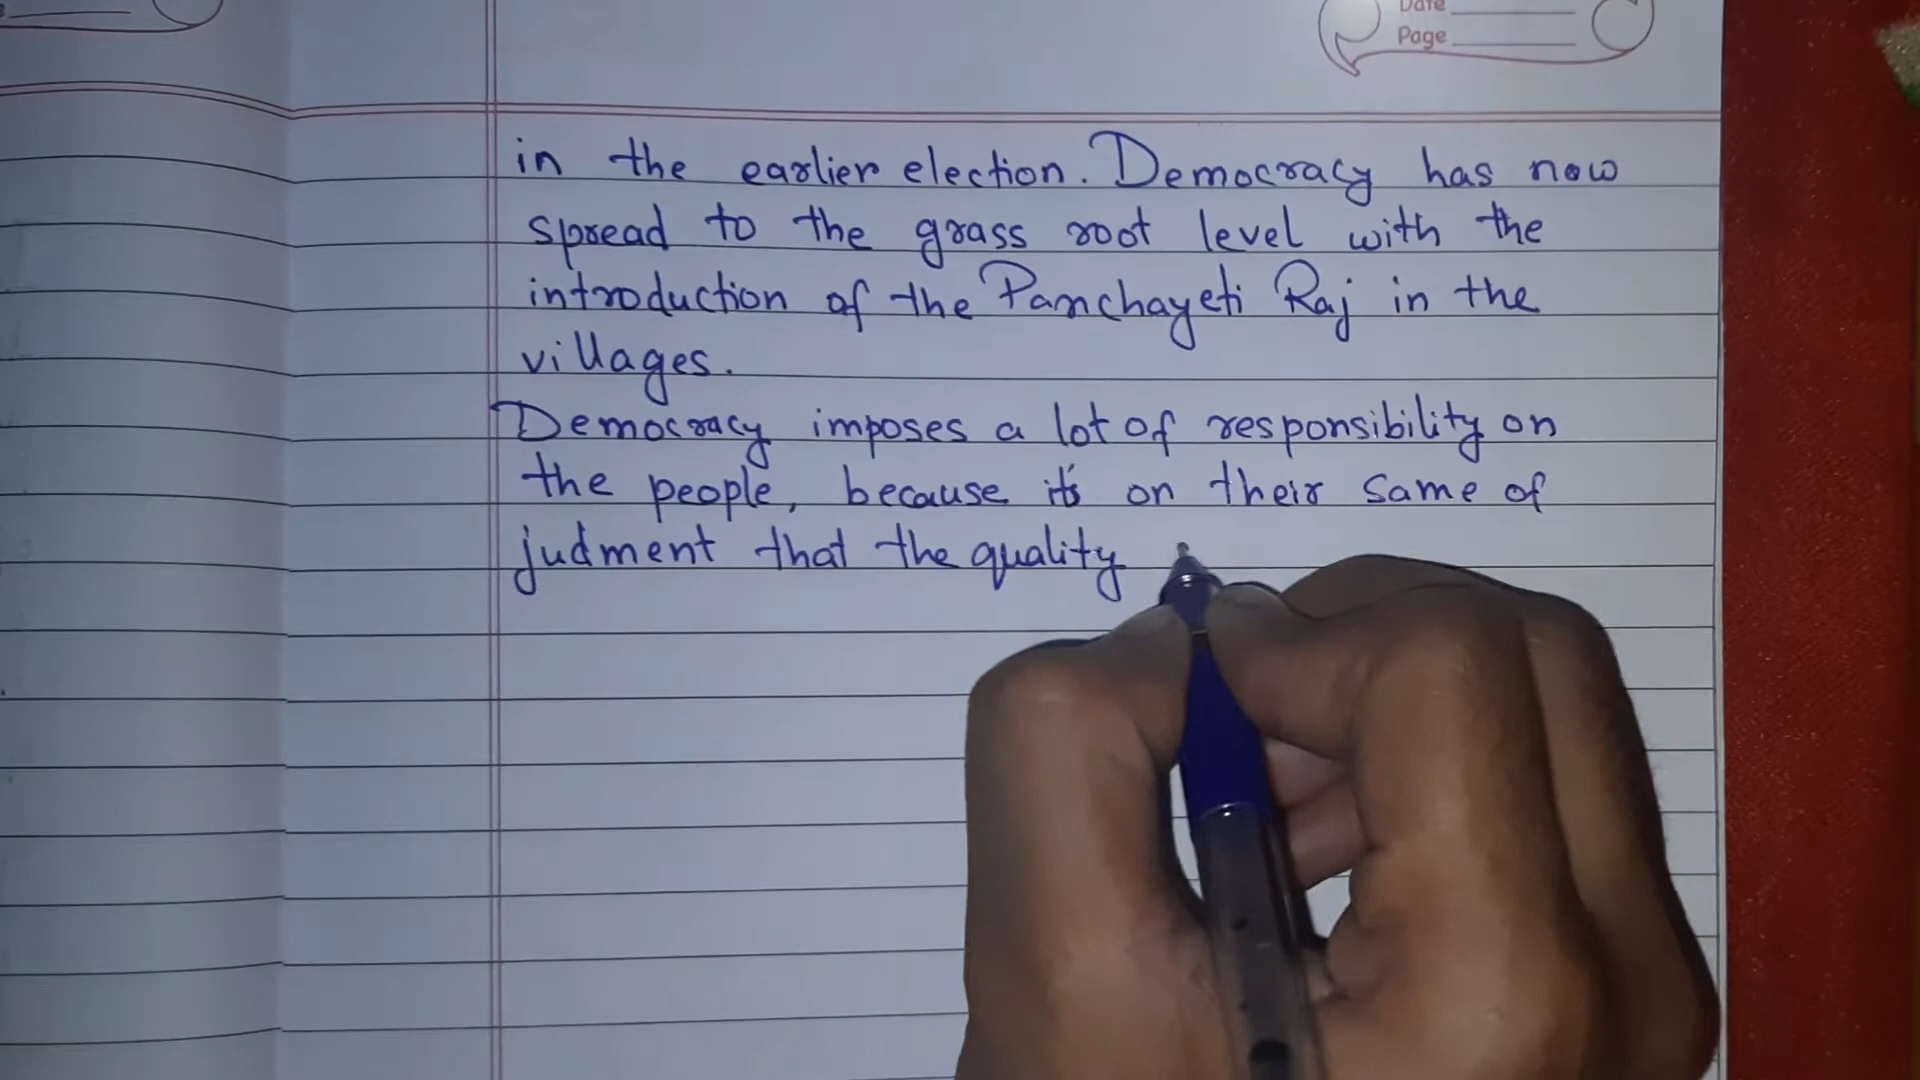 Date
Page
in the earlier election. Democracy has now
spread to the grass root level with the
introduction of the Panchayeti Raj in the
villages.
Democracy imposes a lot of responsibility on
the people, because it's on their same of
judment that the quality